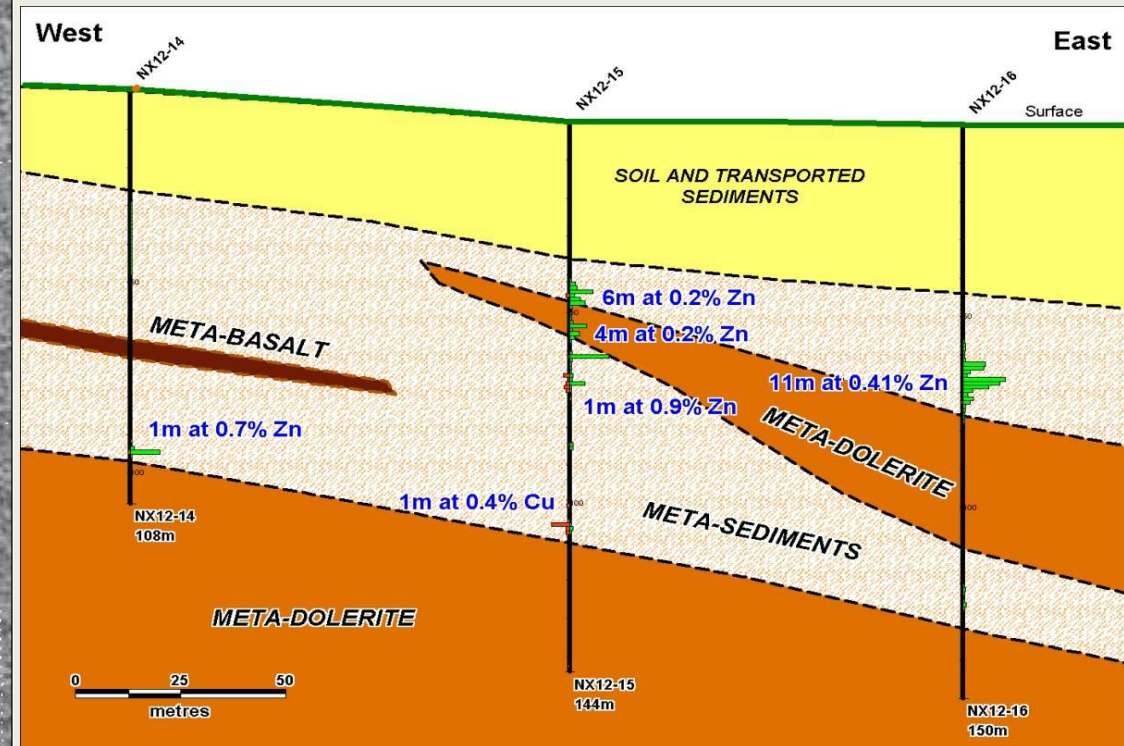 West
East
NX12-14
NX12-15
NX12-16
Surface
SOIL AND TRANSPORTED
SEDIMENTS
6m at 0.2% Zn
META-BASALT
4m at 0.2% Zn
11m at 0.41% Zn
1m at 0.9% Zn
META-DOLERITE
1m at 0.7% Zn
1m at 0.4% Cu
META-SEDIMENTS
NX12-14
108m
META-DOLERITE
0 25 50
metres
NX12-15
144m
NX12-16
150m